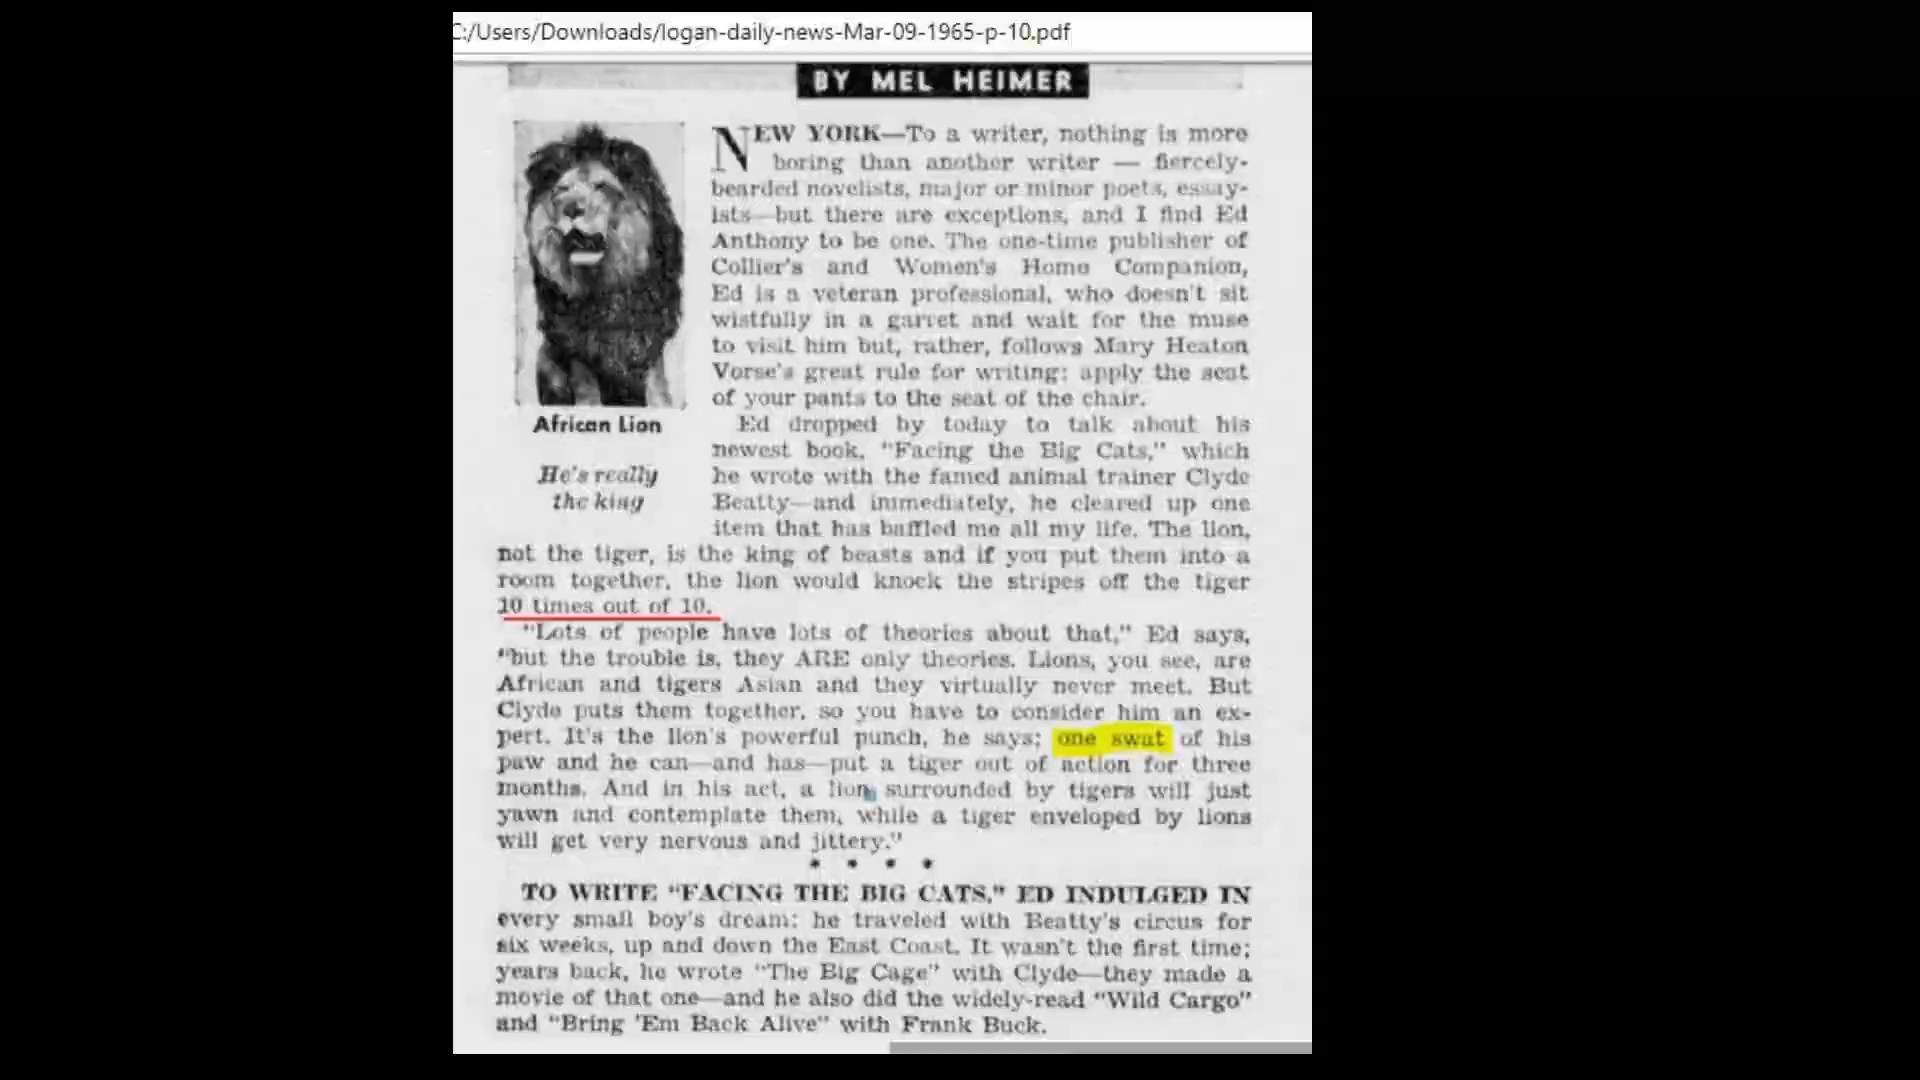 C:/Users/Downloads/logan-daily-news-Mar-09-1965-p-10.pdf
BY MEL HEIMER
NEW YORK—To a writer, nothing is more
boring than another writer — fiercely-
bearded novelists, major or minor poets, essay-
ists—but there are exceptions, and I find Ed
Anthony to be one. The one-time publisher of
Collier's and Women's Home Companion,
Ed is a veteran professional, who doesn't sit
wistfully in a garret and wait for the muse
to visit him but, rather, follows Mary Heaton
Vorse's great rule for writing: apply the seat
of your pants to the seat of the chair.
African Lion
He's really
the king
Ed dropped by today to talk about his
newest book, "Facing the Big Cats," which
he wrote with the famed animal trainer Clyde
Beatty—and immediately, he cleared up one
item that has baffled me all my life. The lion,
not the tiger, is the king of beasts and if you put them into a
room together, the lion would knock the stripes off the tiger
10 times out of 10.
"Lots of people have lots of theories about that," Ed says,
"but the trouble is, they ARE only theories. Lions, you see, are
African and tigers Asian and they virtually never meet. But
Clyde puts them together, so you have to consider him an ex-
pert. It's the lion's powerful punch, he says; one swat of his
paw and he can—and has—put a tiger out of action for three
months. And in his act, a lion surrounded by tigers will just
yawn and contemplate them, while a tiger enveloped by lions
will get very nervous and jittery."
* * * *
TO WRITE "FACING THE BIG CATS," ED INDULGED IN
every small boy's dream: he traveled with Beatty's circus for
six weeks, up and down the East Coast. It wasn't the first time;
years back, he wrote "The Big Cage" with Clyde—they made a
movie of that one—and he also did the widely-read "Wild Cargo"
and "Bring 'Em Back Alive" with Frank Buck.